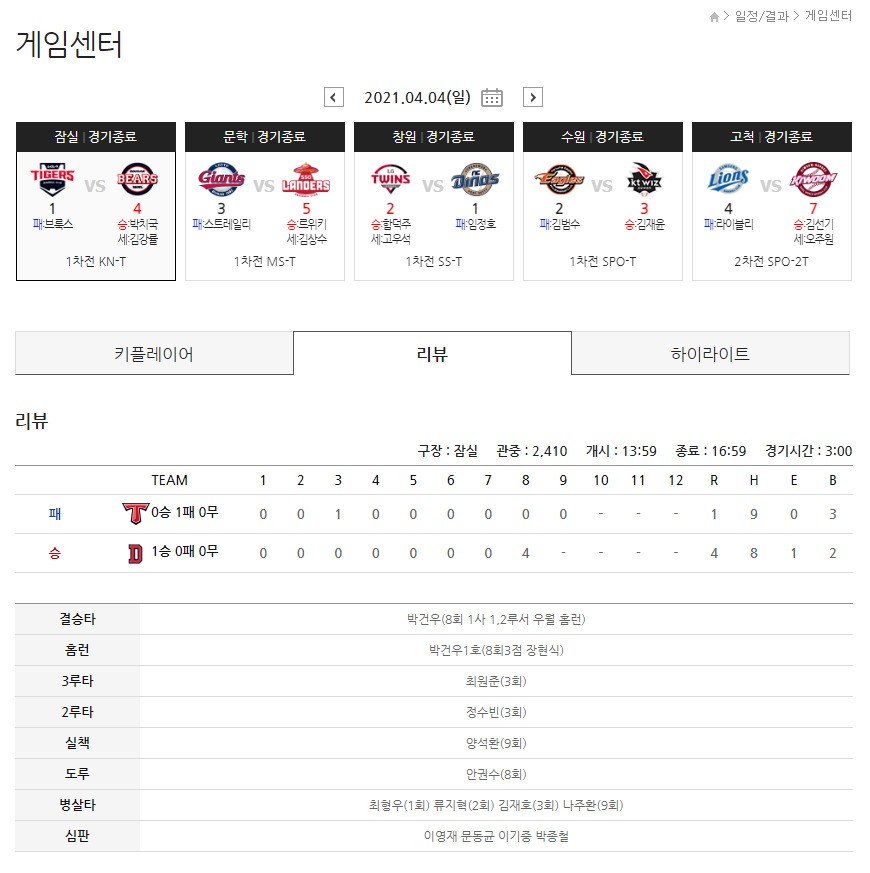 일정/결과 > 게임센터
게임센터
2021.04.04(일)
잠실 | 경기종료
TIGERS VS BEARS
1 4
패:브룩스 승:박치국
세:김강률
1차전 KN-T
문학 | 경기종료
Giants VS LANDERS
3 5
패:스트레일리 승:르위키
세:김상수
1차전 MS-T
창원 | 경기종료
LG TWINS VS NC Dinos
2 1
승:함덕주 패:임정호
세:고우석
1차전 SS-T
수원 | 경기종료
Eagles VS kt wiz
2 3
패:김범수 승:김재윤
1차전 SPO-T
고척 | 경기종료
Lions VS KIWOOM
4 7
패:라이블리 승:김선기
세:오주원
2차전 SPO-2T
키플레이어 리뷰 하이라이트
리뷰
구장 : 잠실 관중 : 2,410 개시 : 13:59 종료 : 16:59 경기시간 : 3:00
TEAM 1 2 3 4 5 6 7 8 9 10 11 12 R H E B
패 T 0승 1패 0무 0 0 1 0 0 0 0 0 0 - - - 1 9 0 3
승 D 1승 0패 0무 0 0 0 0 0 0 0 4 - - - - 4 8 1 2
결승타 박건우(8회 1사 1,2루서 우월 홈런)
홈런 박건우1호(8회3점 장현식)
3루타 최원준(3회)
2루타 정수빈(3회)
실책 양석환(9회)
도루 안권수(8회)
병살타 최형우(1회) 류지혁(2회) 김재호(3회) 나주환(9회)
심판 이영재 문동균 이기중 박종철